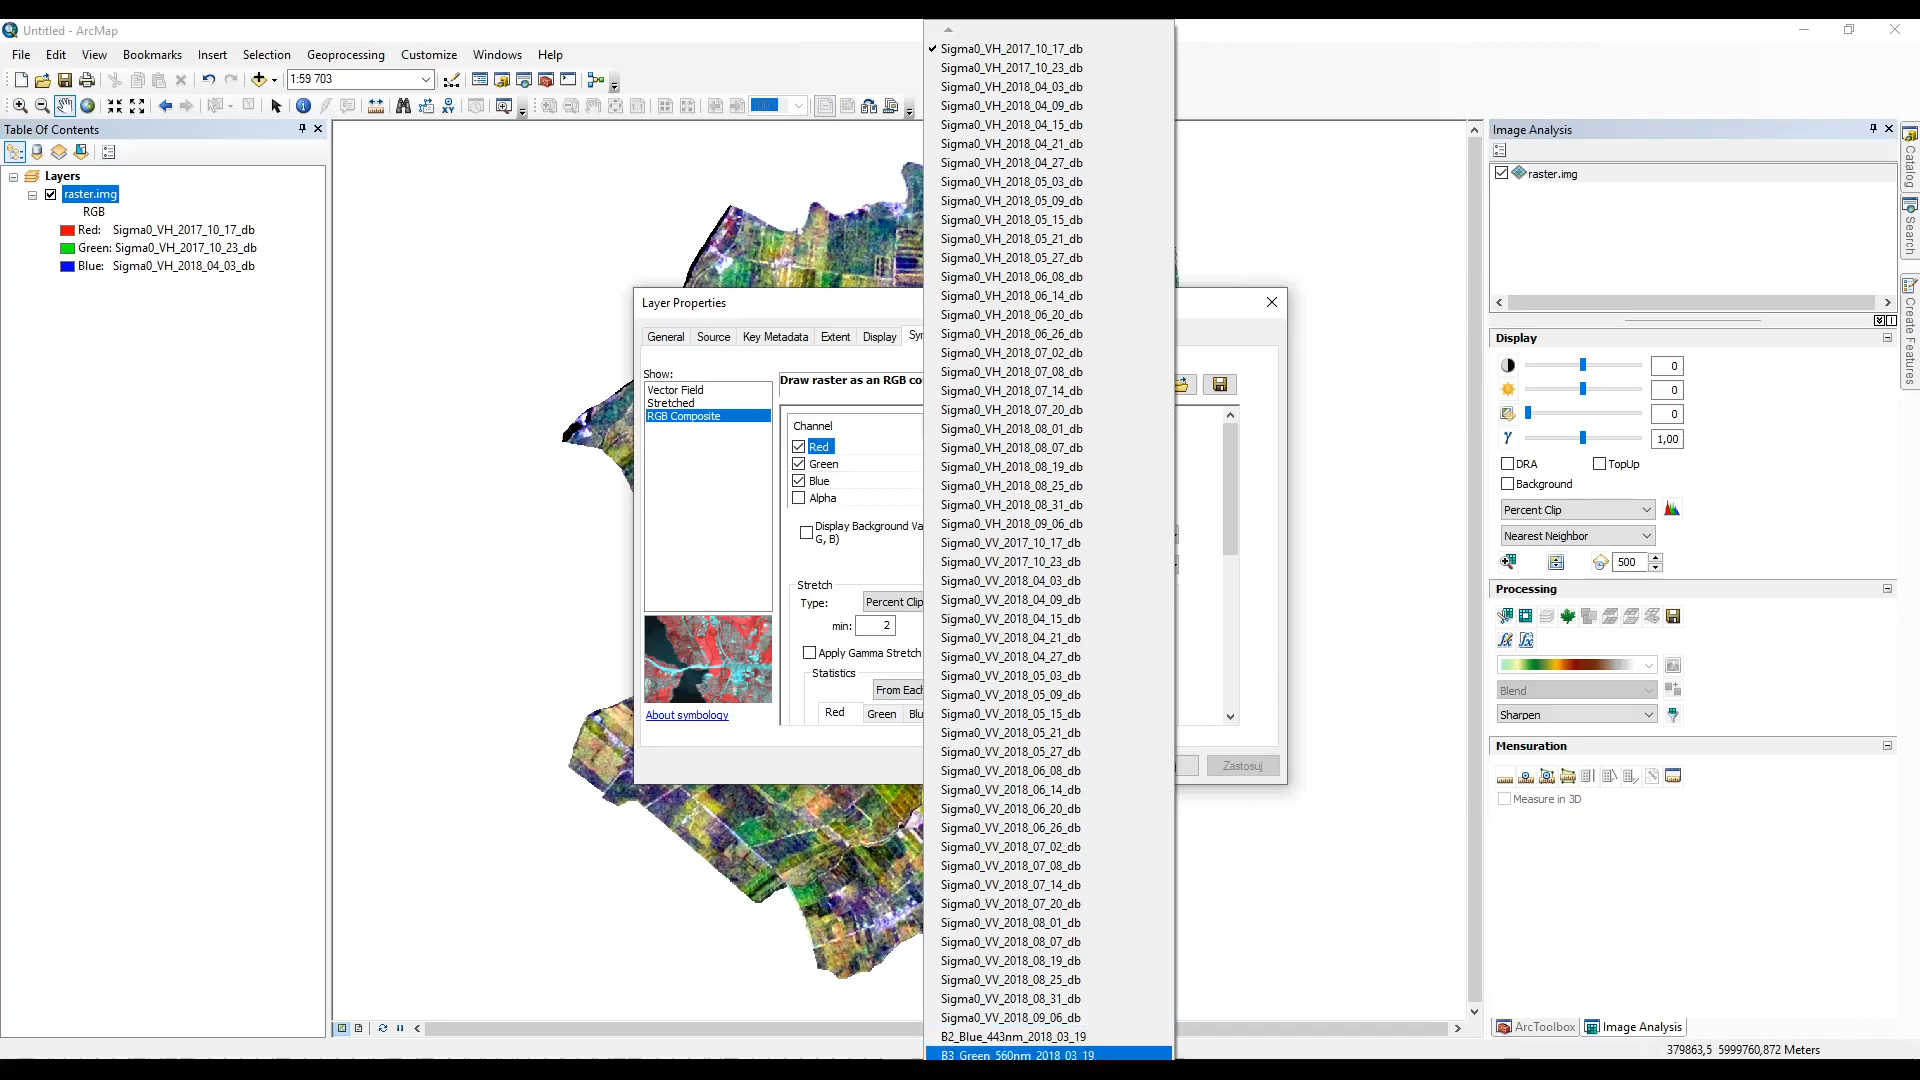 Untitled - ArcMap
File Edit View Bookmarks Insert Selection Geoprocessing Customize Windows Help
1:59 703
Table Of Contents
Layers
raster.img
RGB
Red: Sigma0_VH_2017_10_17_db
Green: Sigma0_VH_2017_10_23_db
Blue: Sigma0_VH_2018_04_03_db
Layer Properties
General Source Key Metadata Extent Display
Show:
Vector Field
Stretched
RGB Composite
About symbology
Draw raster as an RGB co
Channel
Red
Green
Blue
Alpha
Display Background Va
G, B)
Stretch
Type: Percent Clip
min: 2
Apply Gamma Stretch
Statistics
From Each
Red Green Blu
Zastosuj
Sigma0_VH_2017_10_17_db
Sigma0_VH_2017_10_23_db
Sigma0_VH_2018_04_03_db
Sigma0_VH_2018_04_09_db
Sigma0_VH_2018_04_15_db
Sigma0_VH_2018_04_21_db
Sigma0_VH_2018_04_27_db
Sigma0_VH_2018_05_03_db
Sigma0_VH_2018_05_09_db
Sigma0_VH_2018_05_15_db
Sigma0_VH_2018_05_21_db
Sigma0_VH_2018_05_27_db
Sigma0_VH_2018_06_08_db
Sigma0_VH_2018_06_14_db
Sigma0_VH_2018_06_20_db
Sigma0_VH_2018_06_26_db
Sigma0_VH_2018_07_02_db
Sigma0_VH_2018_07_08_db
Sigma0_VH_2018_07_14_db
Sigma0_VH_2018_07_20_db
Sigma0_VH_2018_08_01_db
Sigma0_VH_2018_08_07_db
Sigma0_VH_2018_08_19_db
Sigma0_VH_2018_08_25_db
Sigma0_VH_2018_08_31_db
Sigma0_VH_2018_09_06_db
Sigma0_VV_2017_10_17_db
Sigma0_VV_2017_10_23_db
Sigma0_VV_2018_04_03_db
Sigma0_VV_2018_04_09_db
Sigma0_VV_2018_04_15_db
Sigma0_VV_2018_04_21_db
Sigma0_VV_2018_04_27_db
Sigma0_VV_2018_05_03_db
Sigma0_VV_2018_05_09_db
Sigma0_VV_2018_05_15_db
Sigma0_VV_2018_05_21_db
Sigma0_VV_2018_05_27_db
Sigma0_VV_2018_06_08_db
Sigma0_VV_2018_06_14_db
Sigma0_VV_2018_06_20_db
Sigma0_VV_2018_06_26_db
Sigma0_VV_2018_07_02_db
Sigma0_VV_2018_07_08_db
Sigma0_VV_2018_07_14_db
Sigma0_VV_2018_07_20_db
Sigma0_VV_2018_08_01_db
Sigma0_VV_2018_08_07_db
Sigma0_VV_2018_08_19_db
Sigma0_VV_2018_08_25_db
Sigma0_VV_2018_08_31_db
Sigma0_VV_2018_09_06_db
B2_Blue_443nm_2018_03_19
B3_Green_560nm_2018_03_19
Image Analysis
raster.img
Display
0
0
0
1,00
DRA TopUp
Background
Percent Clip
Nearest Neighbor
500
Processing
Blend
Sharpen
Mensuration
Measure in 3D
ArcToolbox Image Analysis
379863,5 5999760,872 Meters
Catalog
Search
Create Features